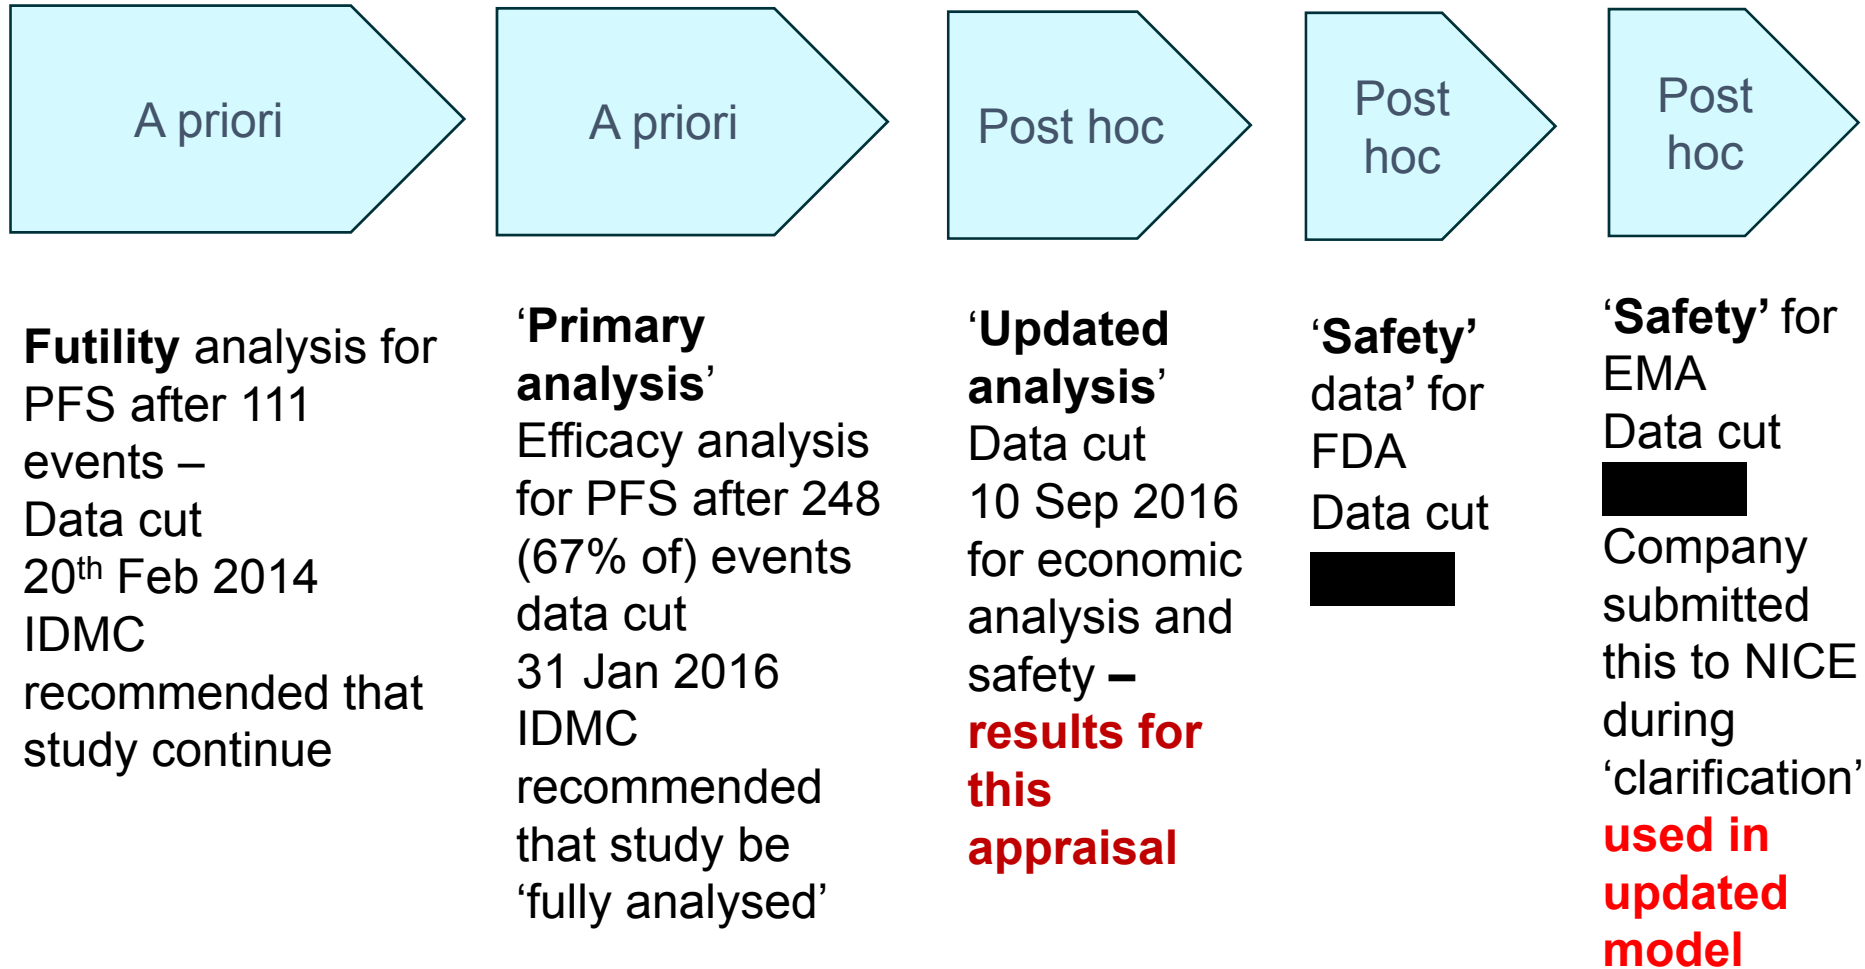 A priori
A priori
Post hoc
Post
hoc
Post
hoc
Futility analysis for
PFS after 111
events –
Data cut
20th Feb 2014
IDMC
recommended that
study continue
‘Primary
analysis’
Efficacy analysis
for PFS after 248
(67% of) events
data cut
31 Jan 2016
IDMC
recommended
that study be
‘fully analysed’
‘Updated
analysis’
Data cut
10 Sep 2016
for economic
analysis and
safety –
results for
this
appraisal
‘Safety’
data’ for
FDA
Data cut
‘Safety’ for
EMA
Data cut
Company
submitted
this to NICE
during
‘clarification’
used in
updated
model